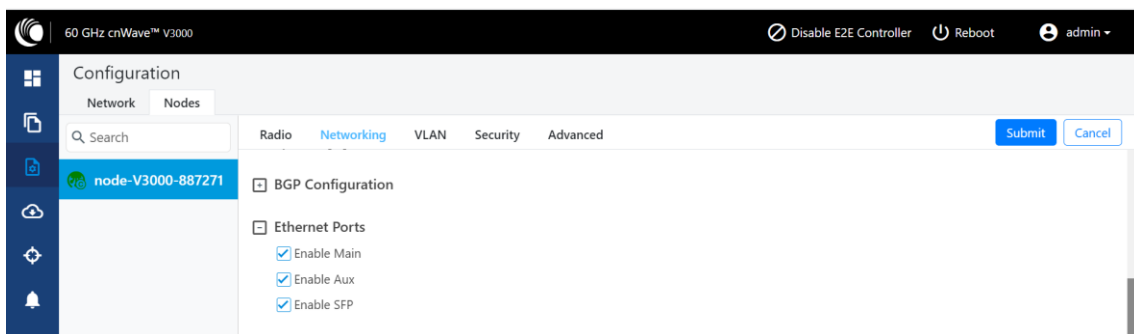 60 GHz cnWave™ V3000
Disable E2E Controller
Reboot
admin
Configuration
Network Nodes
Search
Radio Networking VLAN Security Advanced
Submit Cancel
node-V3000-887271
BGP Configuration
Ethernet Ports
Enable Main
Enable Aux
Enable SFP